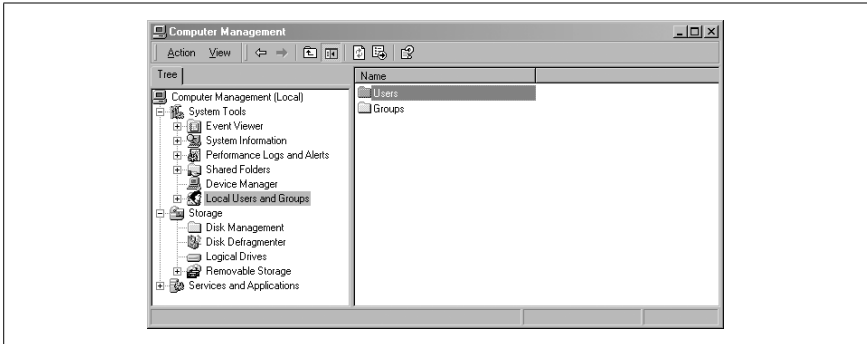 Computer Management
Action View
Tree
Name
Computer Management (Local)
System Tools
Event Viewer
System Information
Performance Logs and Alerts
Shared Folders
Device Manager
Local Users and Groups
Storage
Disk Management
Disk Defragmenter
Logical Drives
Removable Storage
Services and Applications
Users
Groups